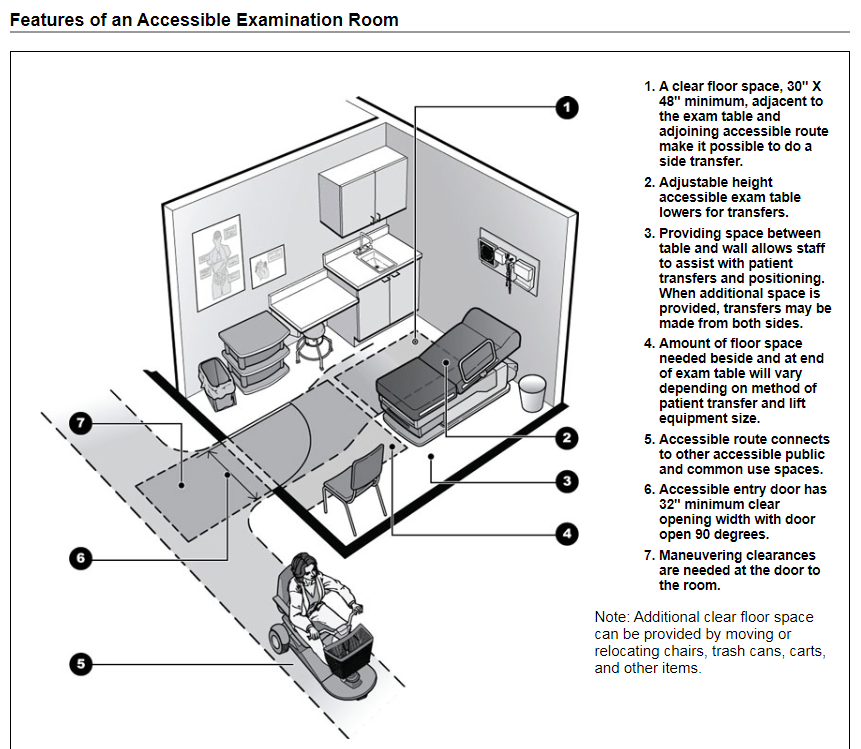 Features of an Accessible Examination Room
1
2
3
4
5
6
7
1. A clear floor space, 30" X
48" minimum, adjacent to
the exam table and
adjoining accessible route
make it possible to do a
side transfer.
2. Adjustable height
accessible exam table
lowers for transfers.
3. Providing space between
table and wall allows staff
to assist with patient
transfers and positioning.
When additional space is
provided, transfers may be
made from both sides.
4. Amount of floor space
needed beside and at end
of exam table will vary
depending on method of
patient transfer and lift
equipment size.
5. Accessible route connects
to other accessible public
and common use spaces.
6. Accessible entry door has
32" minimum clear
opening width with door
open 90 degrees.
7. Maneuvering clearances
are needed at the door to
the room.
Note: Additional clear floor space
can be provided by moving or
relocating chairs, trash cans, carts,
and other items.